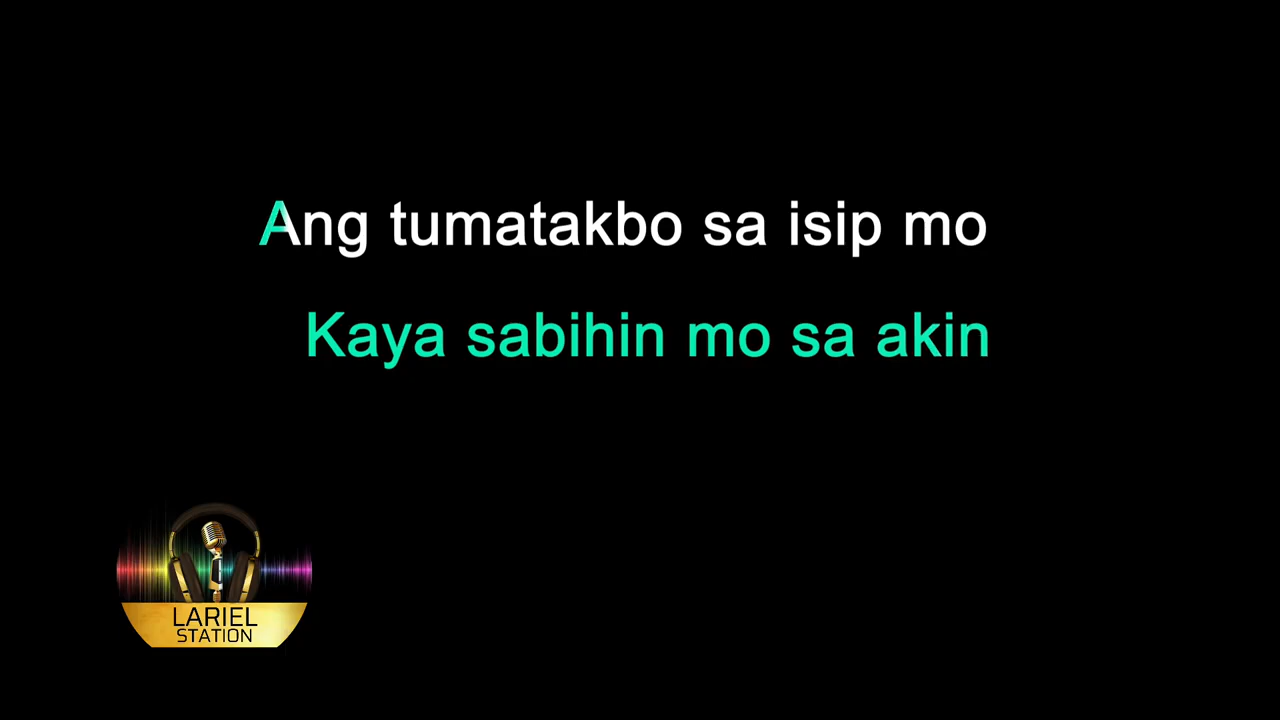 Ang tumatakbo sa isip mo
Kaya sabihin mo sa akin
LARIEL
STATION